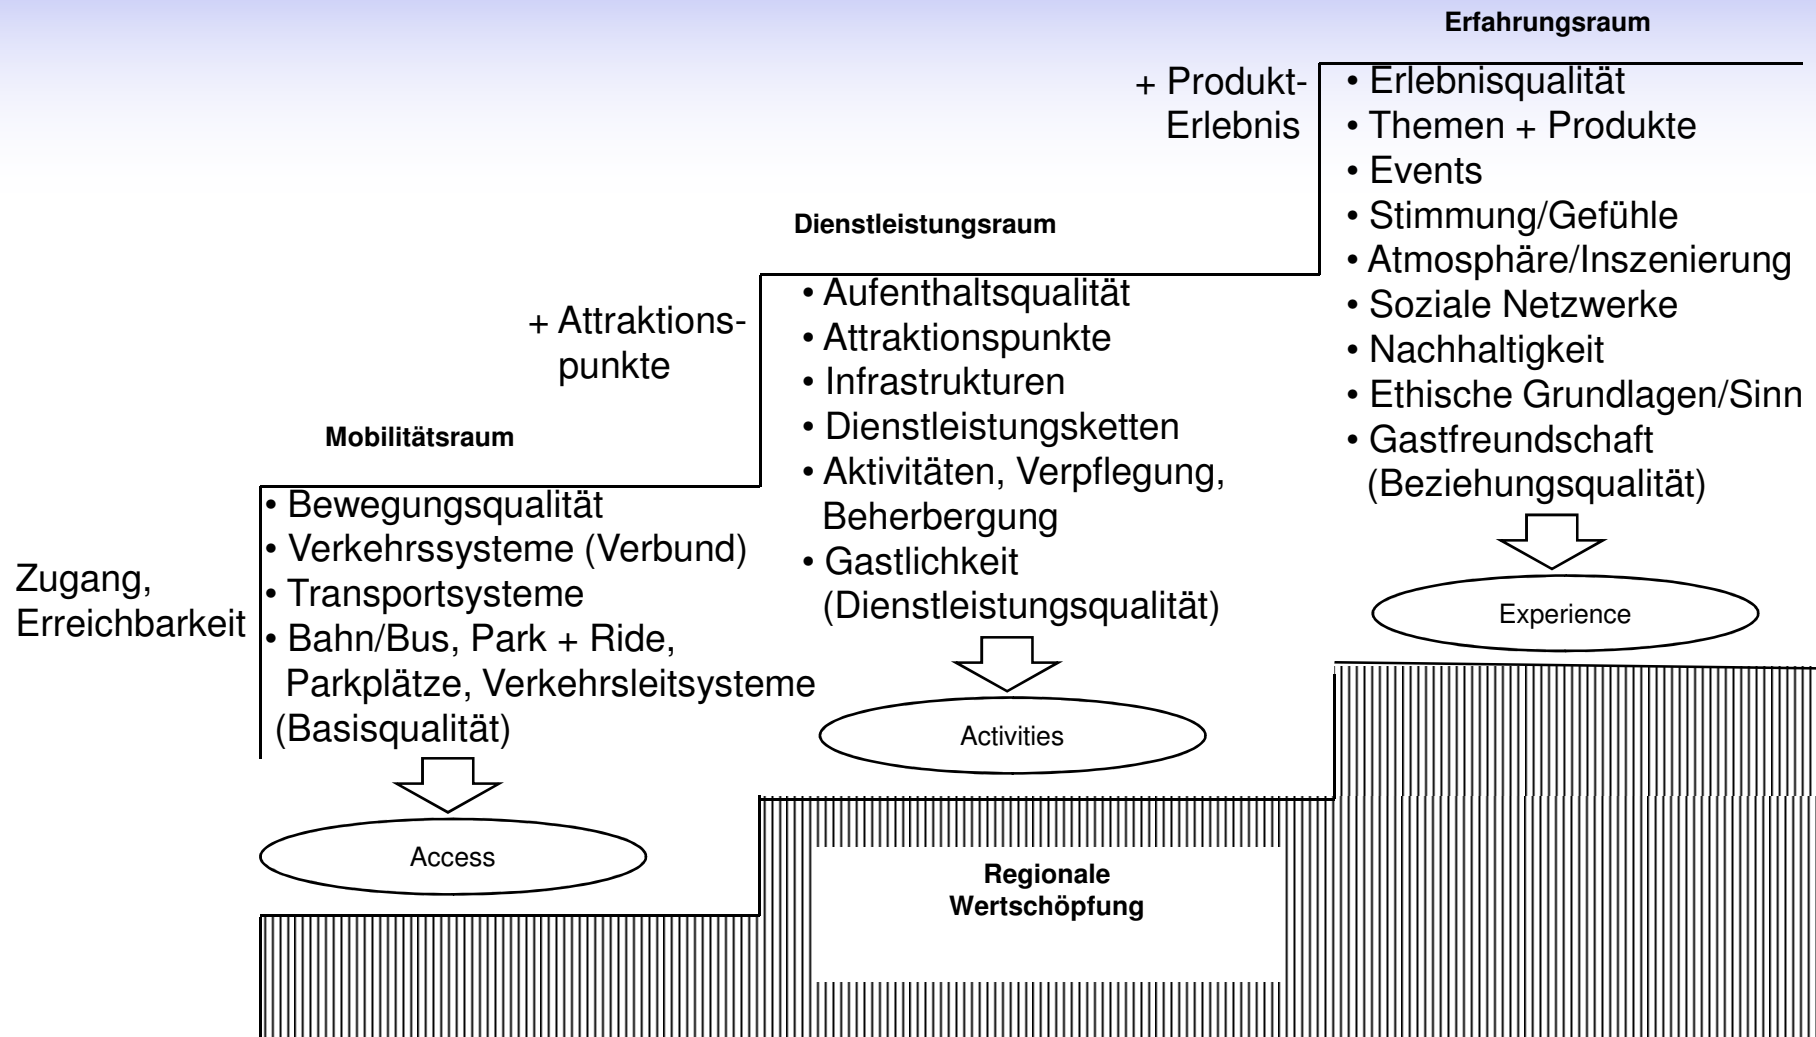 Erfahrungsraum
+ Produkt-
Erlebnis
• Erlebnisqualität
• Themen + Produkte
• Events
• Stimmung/Gefühle
• Atmosphäre/Inszenierung
• Soziale Netzwerke
• Nachhaltigkeit
• Ethische Grundlagen/Sinn
• Gastfreundschaft
(Beziehungsqualität)
Experience
Dienstleistungsraum
+ Attraktions-
punkte
• Aufenthaltsqualität
• Attraktionspunkte
• Infrastrukturen
• Dienstleistungsketten
• Aktivitäten, Verpflegung,
Beherbergung
• Gastlichkeit
(Dienstleistungsqualität)
Activities
Mobilitätsraum
Zugang,
Erreichbarkeit
• Bewegungsqualität
• Verkehrssysteme (Verbund)
• Transportsysteme
• Bahn/Bus, Park + Ride,
Parkplätze, Verkehrsleitsysteme
(Basisqualität)
Access
Regionale
Wertschöpfung